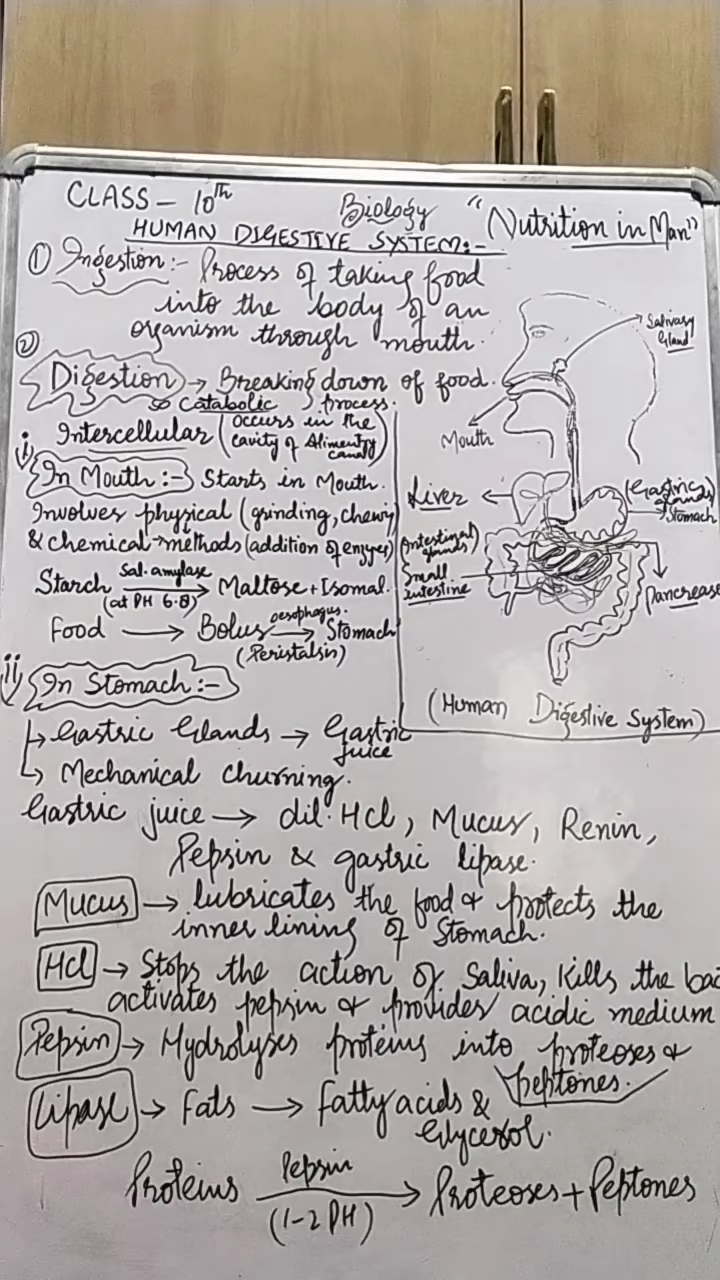 CLASS - 10th Biology "Nutrition in Man"
HUMAN DIGESTIVE SYSTEM:-
① Ingestion:- Process of taking food
into the body of an
organism through mouth.
②
Digestion → Breaking down of food.
so Catabolic process.
Intercellular (occurs in the
cavity of Alimentry
canal)
i) In Mouth:- Starts in Mouth.
Involves physical (grinding, chewing)
& chemical → methods (addition of enzymes)
Starch Sal. amylase → Maltose + Isomal.
(at PH 6.8)
Food → Bolus oesophagus. → Stomach
(Peristalsis)
Salivary
Gland
Mouth
Liver
(Gastric
glands)
Stomach
(Intestinal
glands)
Small
intestine
Pancreas
(Human Digestive System)
ii) In Stomach:-
↳ Gastric Glands → Gastric
juice
↳ Mechanical churning.
Gastric juice → dil. Hcl, Mucus, Renin,
Pepsin & gastric lipase.
Mucus → lubricates the food & protects the
inner lining of Stomach.
Hcl → Stops the action of Saliva, kills the bac
activates pepsin & provides acidic medium
Pepsin → Hydrolyses proteins into proteoses &
peptones.
Lipase → Fats → Fatty acids &
Glycerol.
Proteins Pepsin → Proteoses + Peptones
(1-2 PH)